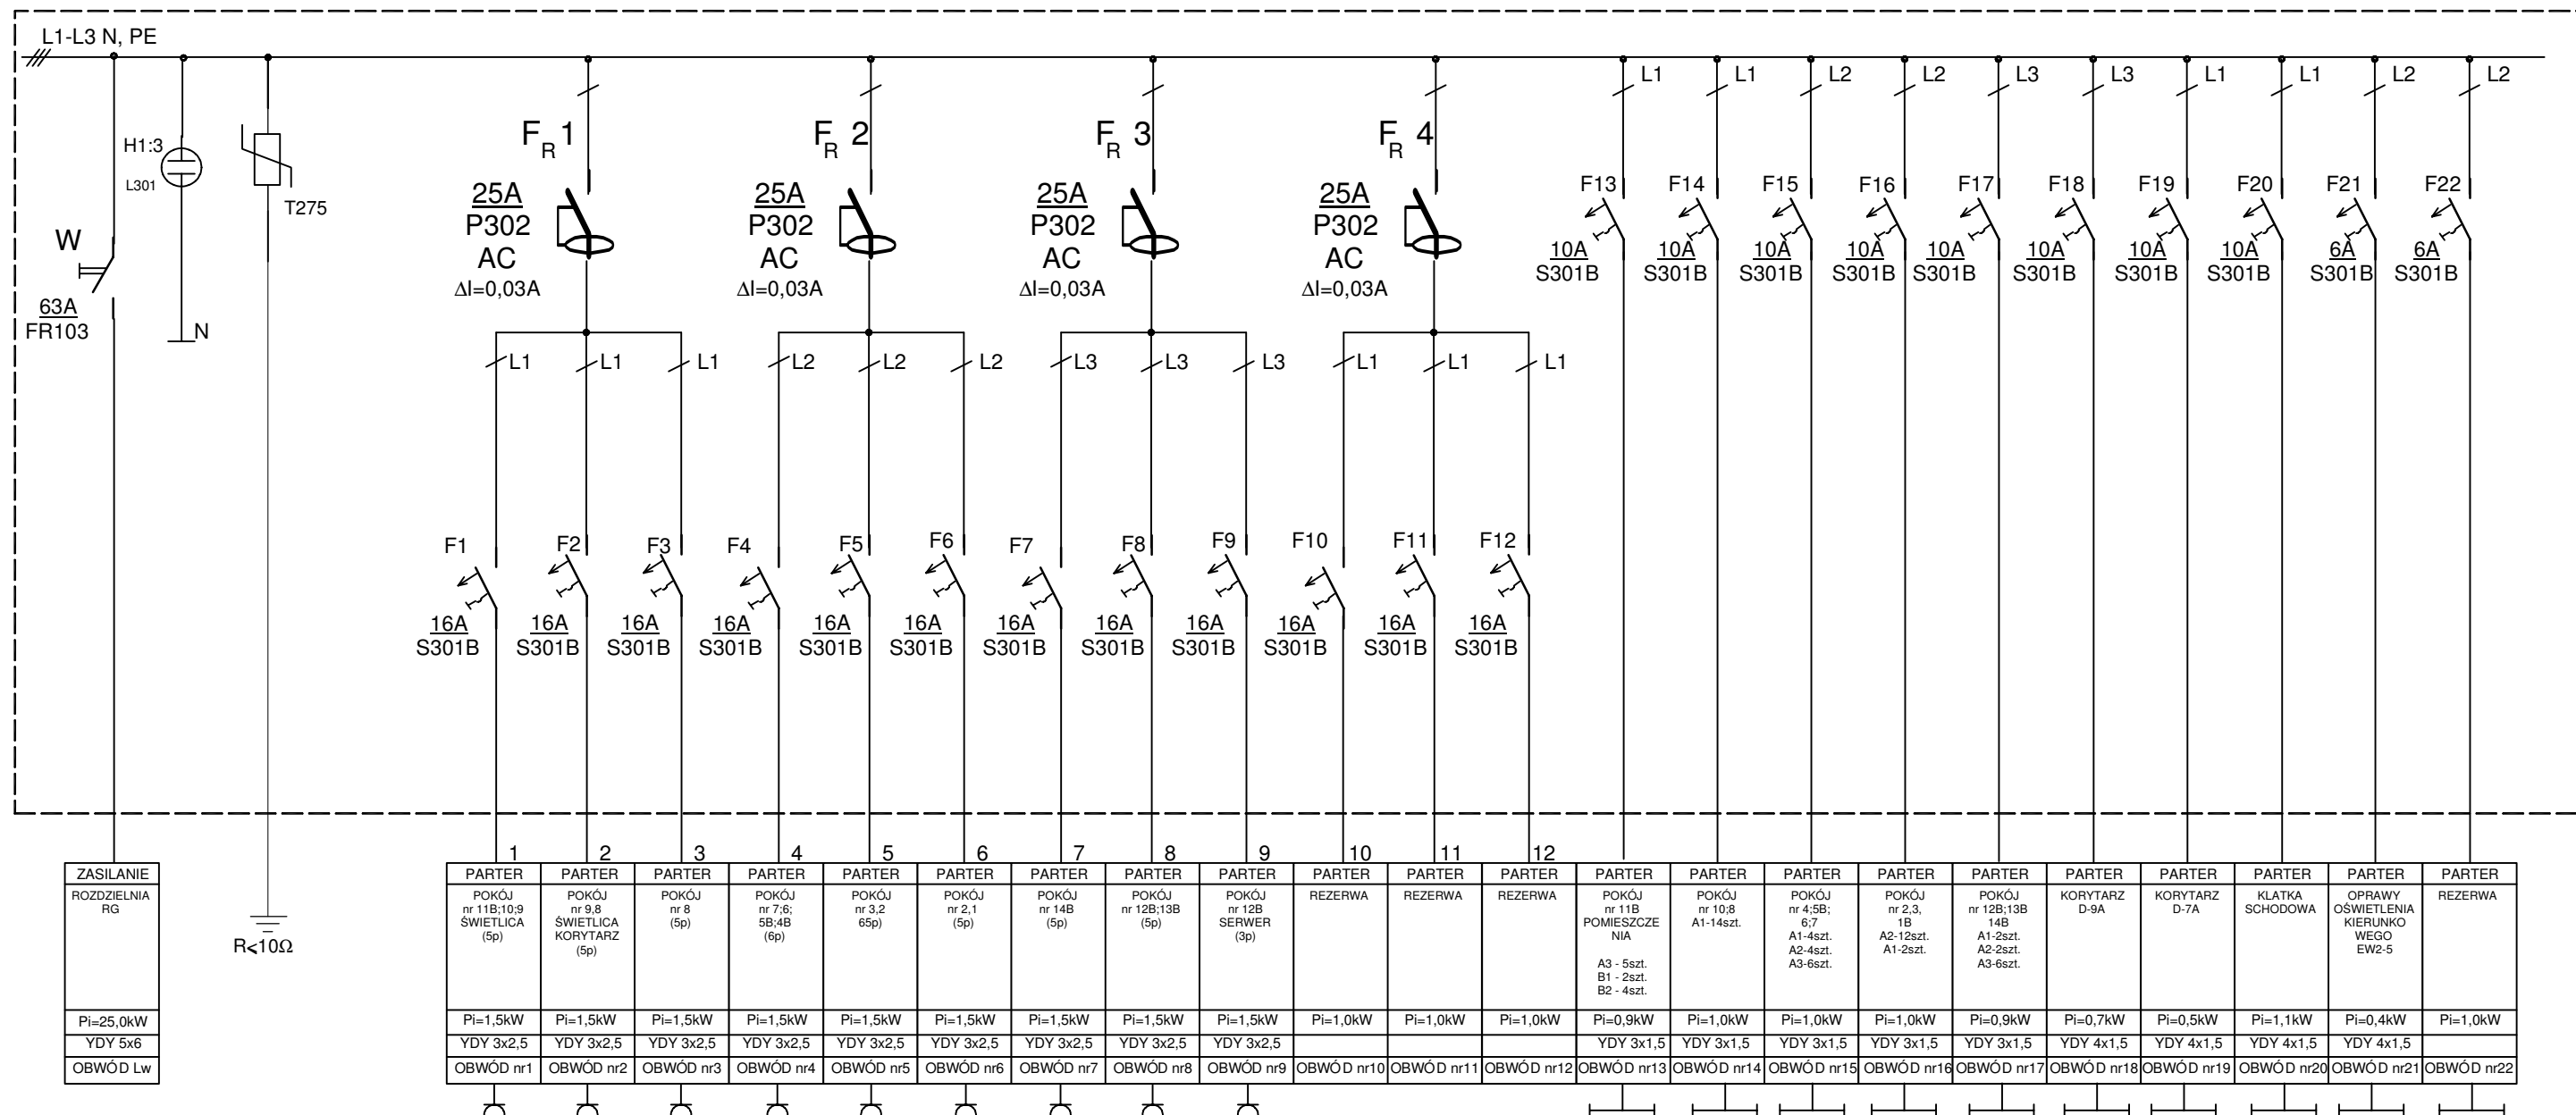 L1-L3 N, PE
L1 L1 L2 L2 L3 L3 L1 L1 L2 L2
H1:3
L301
T275
N
W
63A
FR103
FR 1
25A
P302
AC
ΔI=0,03A
FR 2
25A
P302
AC
ΔI=0,03A
FR 3
25A
P302
AC
ΔI=0,03A
FR 4
25A
P302
AC
ΔI=0,03A
F13
10A
S301B
F14
10A
S301B
F15
10A
S301B
F16
10A
S301B
F17
10A
S301B
F18
10A
S301B
F19
10A
S301B
F20
10A
S301B
F21
6A
S301B
F22
6A
S301B
L1 L1 L1 L2 L2 L2 L3 L3 L3 L1 L1 L1
F1
16A
S301B
F2
16A
S301B
F3
16A
S301B
F4
16A
S301B
F5
16A
S301B
F6
16A
S301B
F7
16A
S301B
F8
16A
S301B
F9
16A
S301B
F10
16A
S301B
F11
16A
S301B
F12
16A
S301B
R⩽10Ω
ZASILANIE
ROZDZIELNIA
RG
Pi=25,0kW
YDY 5x6
OBWÓD Lw
1
PARTER
POKÓJ
nr 11B;10;9
ŚWIETLICA
(5p)
Pi=1,5kW
YDY 3x2,5
OBWÓD nr1
2
PARTER
POKÓJ
nr 9,8
ŚWIETLICA
KORYTARZ
(5p)
Pi=1,5kW
YDY 3x2,5
OBWÓD nr2
3
PARTER
POKÓJ
nr 8
(5p)
Pi=1,5kW
YDY 3x2,5
OBWÓD nr3
4
PARTER
POKÓJ
nr 7;6;
5B;4B
(6p)
Pi=1,5kW
YDY 3x2,5
OBWÓD nr4
5
PARTER
POKÓJ
nr 3,2
65p)
Pi=1,5kW
YDY 3x2,5
OBWÓD nr5
6
PARTER
POKÓJ
nr 2,1
(5p)
Pi=1,5kW
YDY 3x2,5
OBWÓD nr6
7
PARTER
POKÓJ
nr 14B
(5p)
Pi=1,5kW
YDY 3x2,5
OBWÓD nr7
8
PARTER
POKÓJ
nr 12B;13B
(5p)
Pi=1,5kW
YDY 3x2,5
OBWÓD nr8
9
PARTER
POKÓJ
nr 12B
SERWER
(3p)
Pi=1,5kW
YDY 3x2,5
OBWÓD nr9
10
PARTER
REZERWA
Pi=1,0kW
OBWÓD nr10
11
PARTER
REZERWA
Pi=1,0kW
OBWÓD nr11
12
PARTER
REZERWA
Pi=1,0kW
OBWÓD nr12
PARTER
POKÓJ
nr 11B
POMIESZCZE
NIA
A3 - 5szt.
B1 - 2szt.
B2 - 4szt.
Pi=0,9kW
YDY 3x1,5
OBWÓD nr13
PARTER
POKÓJ
nr 10;8
A1-14szt.
Pi=1,0kW
YDY 3x1,5
OBWÓD nr14
PARTER
POKÓJ
nr 4;5B;
6;7
A1-4szt.
A2-4szt.
A3-6szt.
Pi=1,0kW
YDY 3x1,5
OBWÓD nr15
PARTER
POKÓJ
nr 2,3,
1B
A2-12szt.
A1-2szt.
Pi=1,0kW
YDY 3x1,5
OBWÓD nr16
PARTER
POKÓJ
nr 12B;13B
14B
A1-2szt.
A2-2szt.
A3-6szt.
Pi=0,9kW
YDY 3x1,5
OBWÓD nr17
PARTER
KORYTARZ
D-9A
Pi=0,7kW
YDY 4x1,5
OBWÓD nr18
PARTER
KORYTARZ
D-7A
Pi=0,5kW
YDY 4x1,5
OBWÓD nr19
PARTER
KLATKA
SCHODOWA
Pi=1,1kW
YDY 4x1,5
OBWÓD nr20
PARTER
OPRAWY
OŚWIETLENIA
KIERUNKO
WEGO
EW2-5
Pi=0,4kW
YDY 4x1,5
OBWÓD nr21
PARTER
REZERWA
Pi=1,0kW
OBWÓD nr22